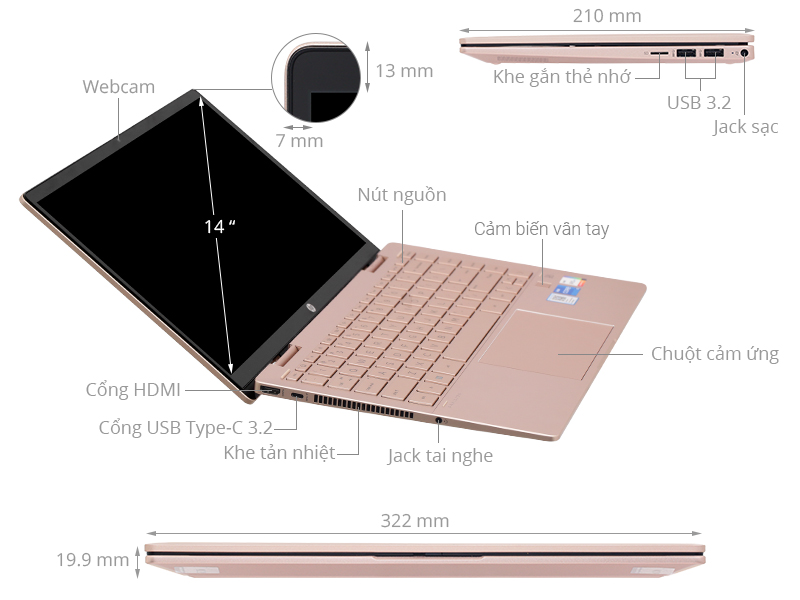 210 mm
13 mm
Khe gắn thẻ nhớ
USB 3.2
Webcam
Jack sạc
7 mm
Nút nguồn
14 “
Cảm biến vân tay
Chuột cảm ứng
Cổng HDMI
Cổng USB Type-C 3.2
Khe tản nhiệt
Jack tai nghe
322 mm
19.9 mm